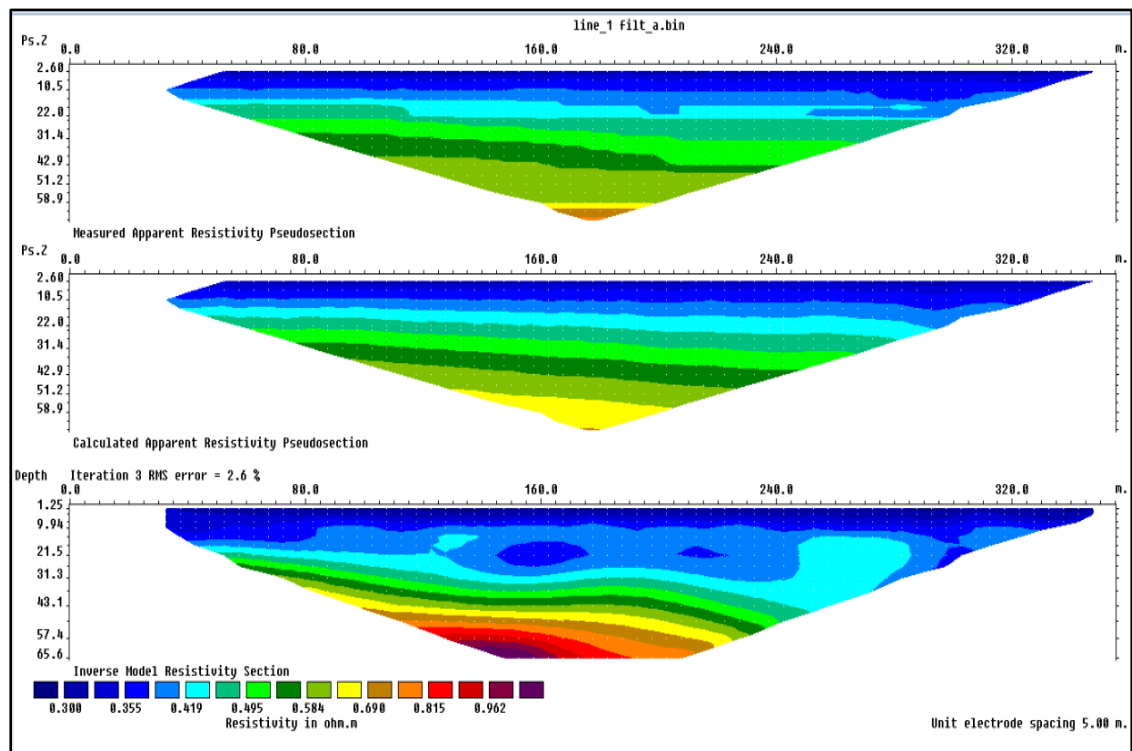 line_1 filt_a.bin
Ps.Z 0.0 80.0 160.0 240.0 320.0 m.
2.60
10.5
22.0
31.4
42.9
51.2
58.9
Measured Apparent Resistivity Pseudosection
Ps.Z 0.0 80.0 160.0 240.0 320.0 m.
2.60
10.5
22.0
31.4
42.9
51.2
58.9
Calculated Apparent Resistivity Pseudosection
Depth Iteration 3 RMS error = 2.6 %
0.0 80.0 160.0 240.0 320.0 m.
1.25
9.94
21.5
31.3
43.1
57.4
65.6
Inverse Model Resistivity Section
0.300 0.355 0.419 0.495 0.584 0.690 0.815 0.962
Resistivity in ohm.m Unit electrode spacing 5.00 m.